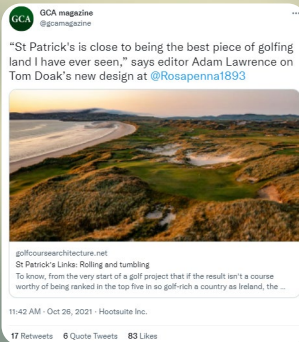 GCA
GCA magazine
@gcamagazine
“St Patrick's is close to being the best piece of golfing
land I have ever seen,” says editor Adam Lawrence on
Tom Doak’s new design at @Rosapenna1893
golfcoursearchitecture.net
St Patrick's Links: Rolling and tumbling
To know, from the very start of a golf project that if the result isn't a course
worthy of being ranked in the top five in so golf-rich a country as Ireland, the ...
11:42 AM · Oct 26, 2021 · Hootsuite Inc.
17 Retweets 6 Quote Tweets 83 Likes